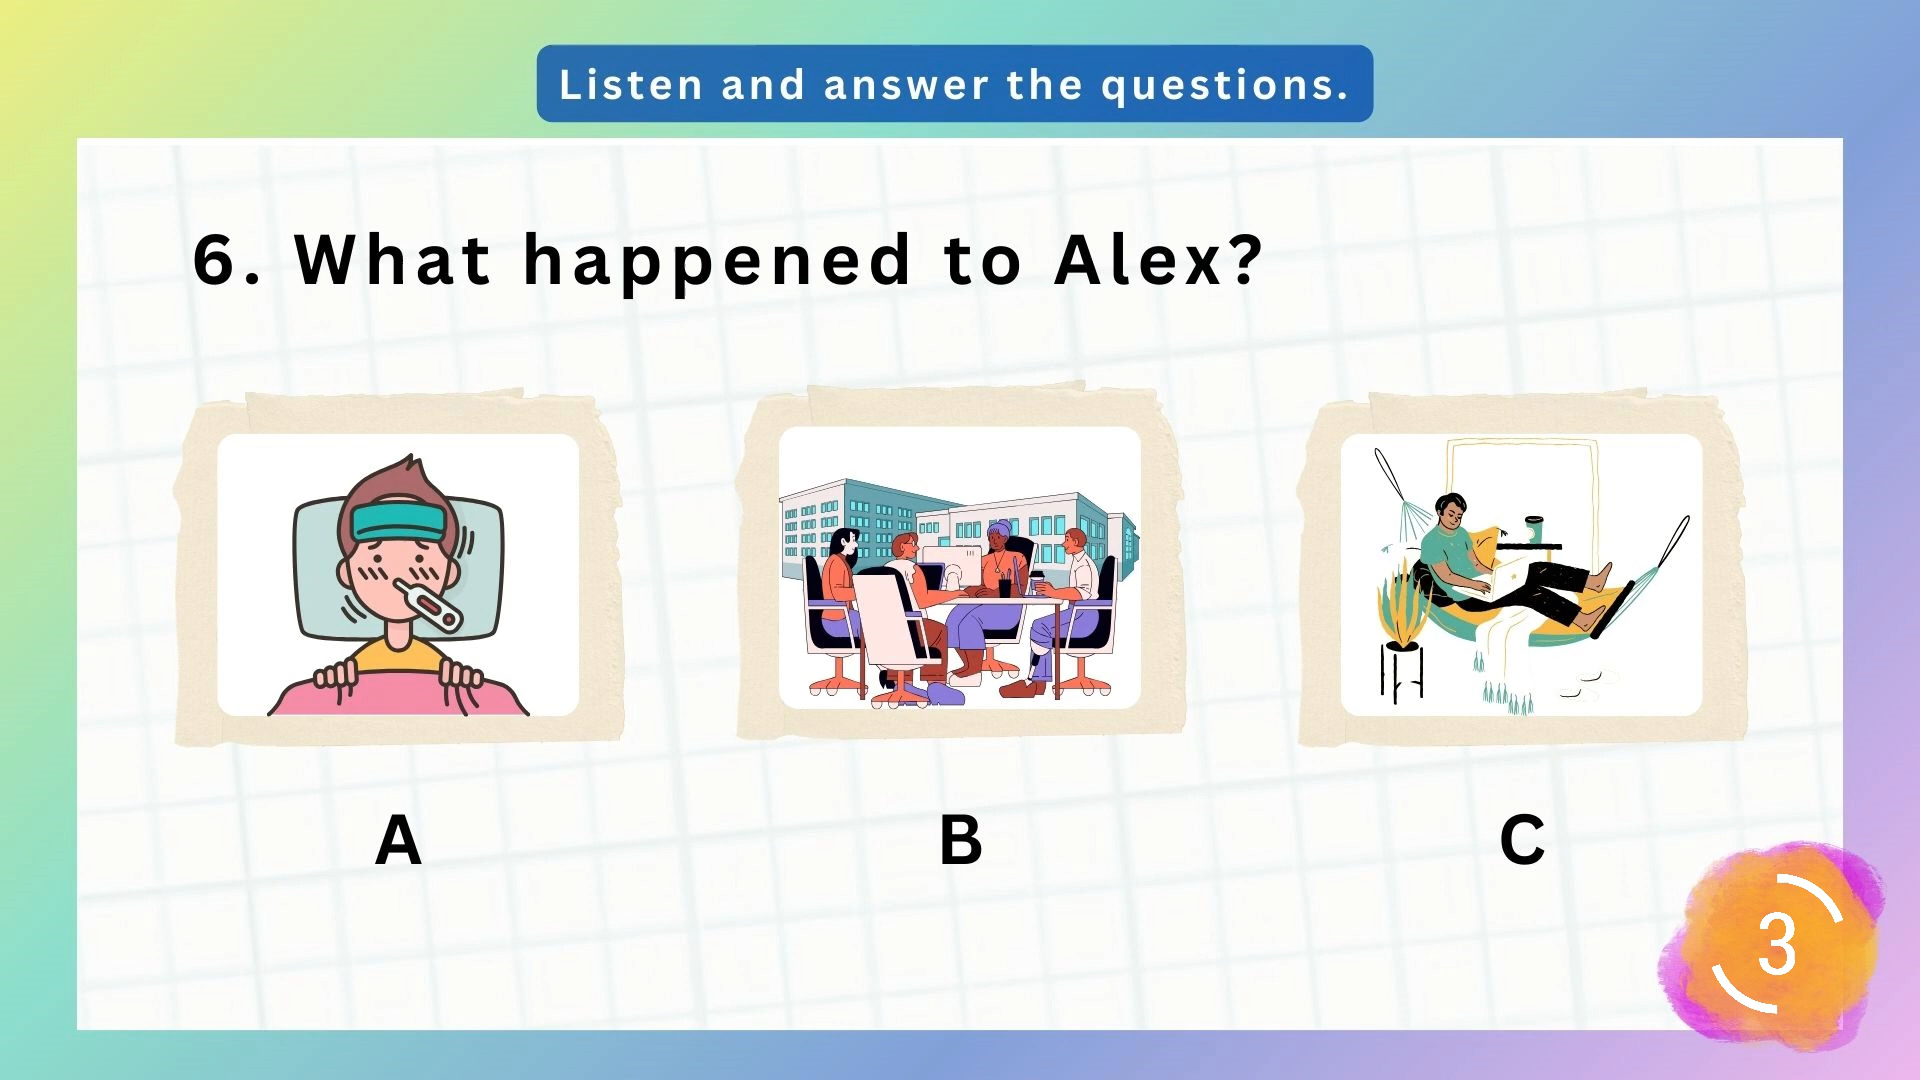 Listen and answer the questions.
6. What happened to Alex?
A
B
C
3